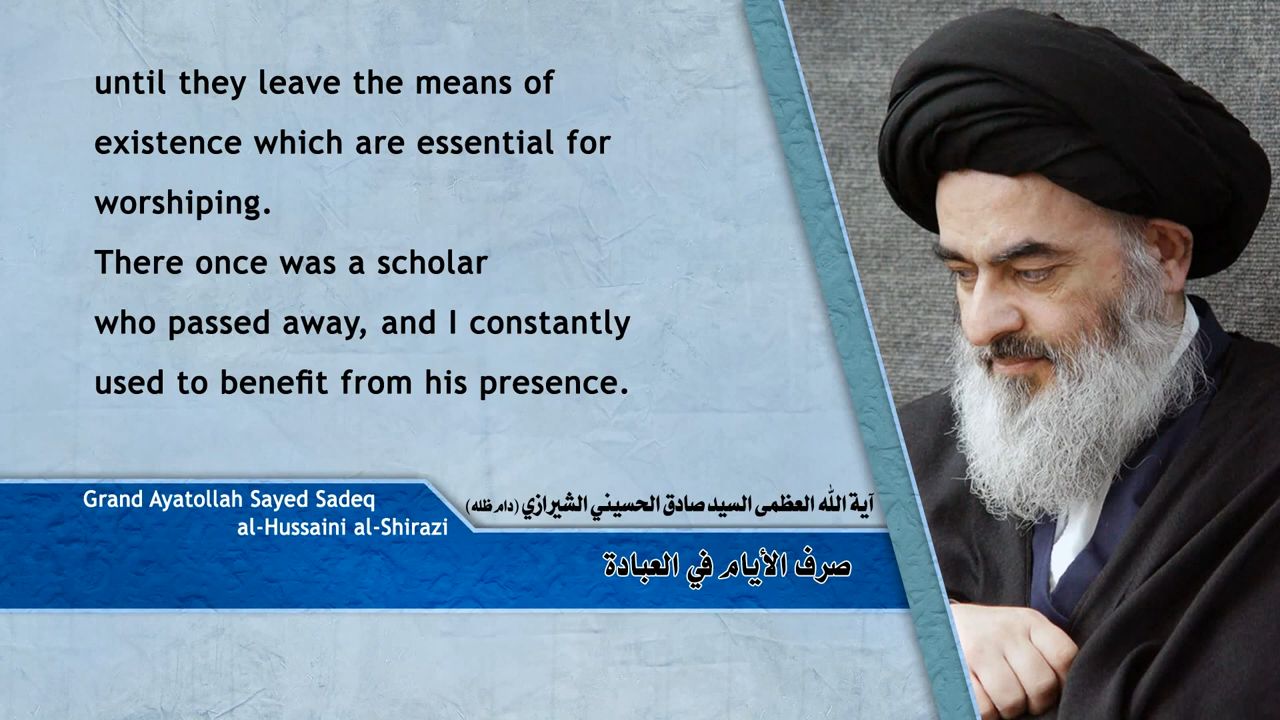 until they leave the means of
existence which are essential for
worshiping.
There once was a scholar
who passed away, and I constantly
used to benefit from his presence.
Grand Ayatollah Sayed Sadeq
al-Hussaini al-Shirazi
آية الله العظمى السيد صادق الحسيني الشيرازي (دام ظله)
صرف الأيام في العبادة